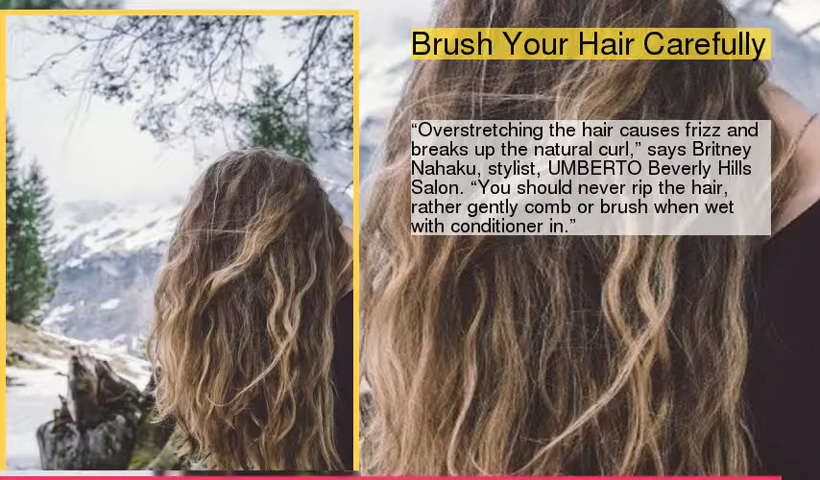 Brush Your Hair Carefully
“Overstretching the hair causes frizz and
breaks up the natural curl,” says Britney
Nahaku, stylist, UMBERTO Beverly Hills
Salon. “You should never rip the hair,
rather gently comb or brush when wet
with conditioner in.”